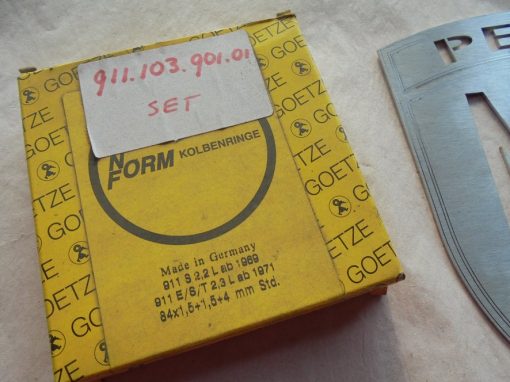 911.103.901.01
SET
GOETZE
GOETZE
GOETZE
GOETZE
GOETZE
GOETZE
GOETZE
N
FORM KOLBENRINGE
Made in Germany
911 S 2,2 L ab 1969
911 E/S/T 2,3 L ab 1971
84x1,5+1,5+4 mm Std.
PE